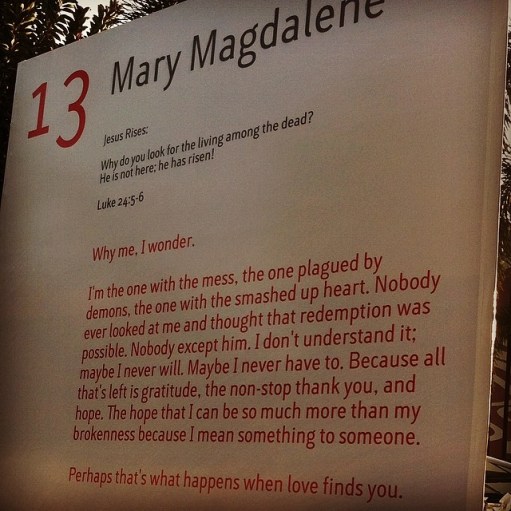 13 Mary Magdalene
Jesus Rises:
Why do you look for the living among the dead?
He is not here; he has risen!
Luke 24:5-6
Why me, I wonder.
I'm the one with the mess, the one plagued by
demons, the one with the smashed up heart. Nobody
ever looked at me and thought that redemption was
possible. Nobody except him. I don't understand it;
maybe I never will. Maybe I never have to. Because all
that's left is gratitude, the non-stop thank you, and
hope. The hope that I can be so much more than my
brokenness because I mean something to someone.
Perhaps that's what happens when love finds you.